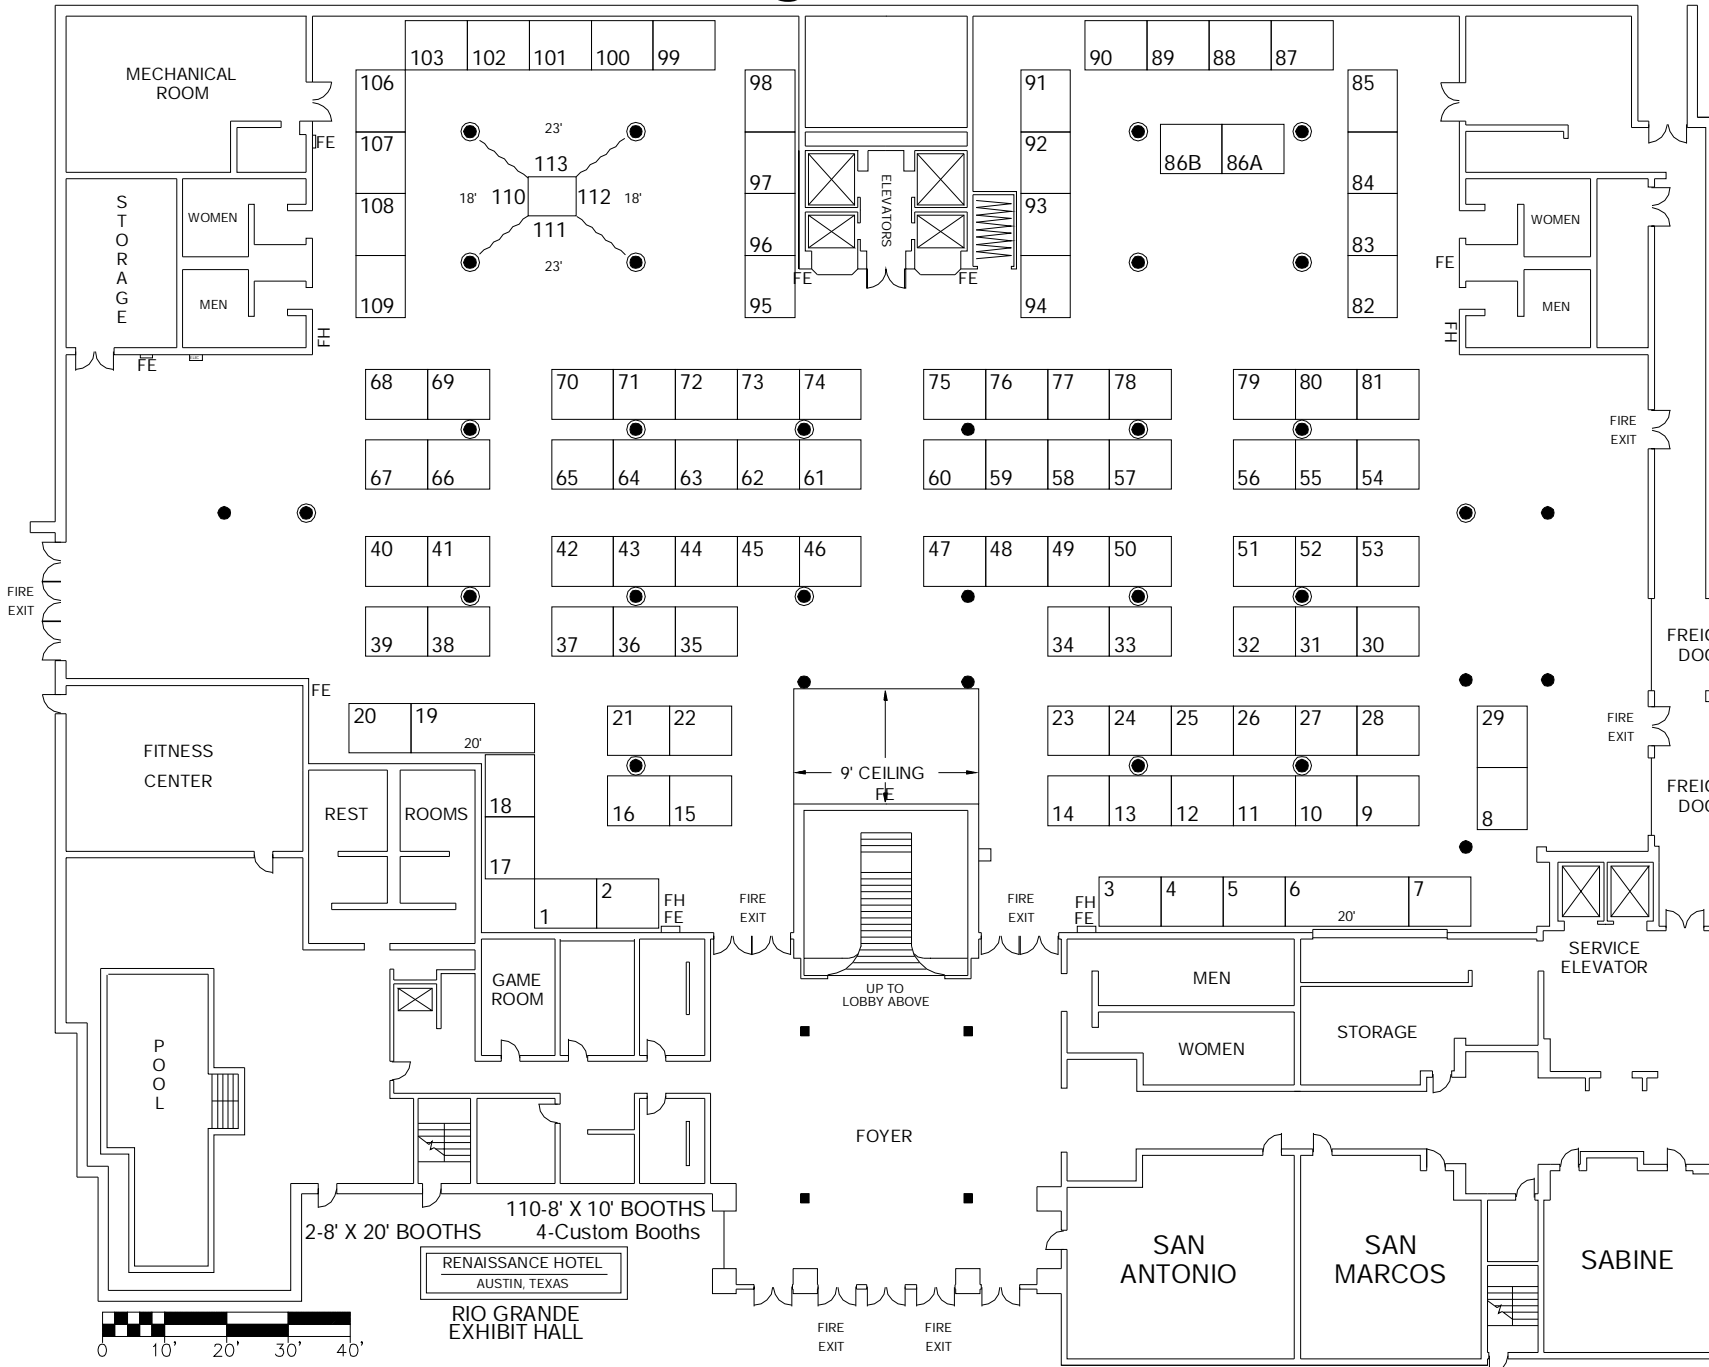 103 102 101 100 99
90 89 88 87
MECHANICAL
ROOM
106
98
91
85
23'
FE
107
113
92
86B 86A
18' 110 112 18'
97
84
STORAGE
WOMEN
108
111
ELEVATORS
93
WOMEN
23'
96
83
FE
FE
FE
MEN
109
95
94
82
MEN
FH
FH
FE
68 69
70 71 72 73 74
75 76 77 78
79 80 81
FIRE
EXIT
67 66
65 64 63 62 61
60 59 58 57
56 55 54
40 41
42 43 44 45 46
47 48 49 50
51 52 53
FIRE
EXIT
39 38
37 36 35
34 33
32 31 30
FE
20 19
20'
21 22
23 24 25 26 27 28
29
FIRE
EXIT
FITNESS
CENTER
9' CEILING
FE
REST ROOMS
18
16 15
14 13 12 11 10 9
8
17
1 2
FH
FE
FIRE
EXIT
FIRE
EXIT
FH
FE
3 4 5 6 7
20'
GAME
ROOM
UP TO
LOBBY ABOVE
MEN
SERVICE
ELEVATOR
STORAGE
WOMEN
POOL
FOYER
110-8' X 10' BOOTHS
2-8' X 20' BOOTHS
4-Custom Booths
RENAISSANCE HOTEL
AUSTIN, TEXAS
RIO GRANDE
EXHIBIT HALL
0 10' 20' 30' 40'
SAN
ANTONIO
SAN
MARCOS
SABINE
FIRE
EXIT
FIRE
EXIT